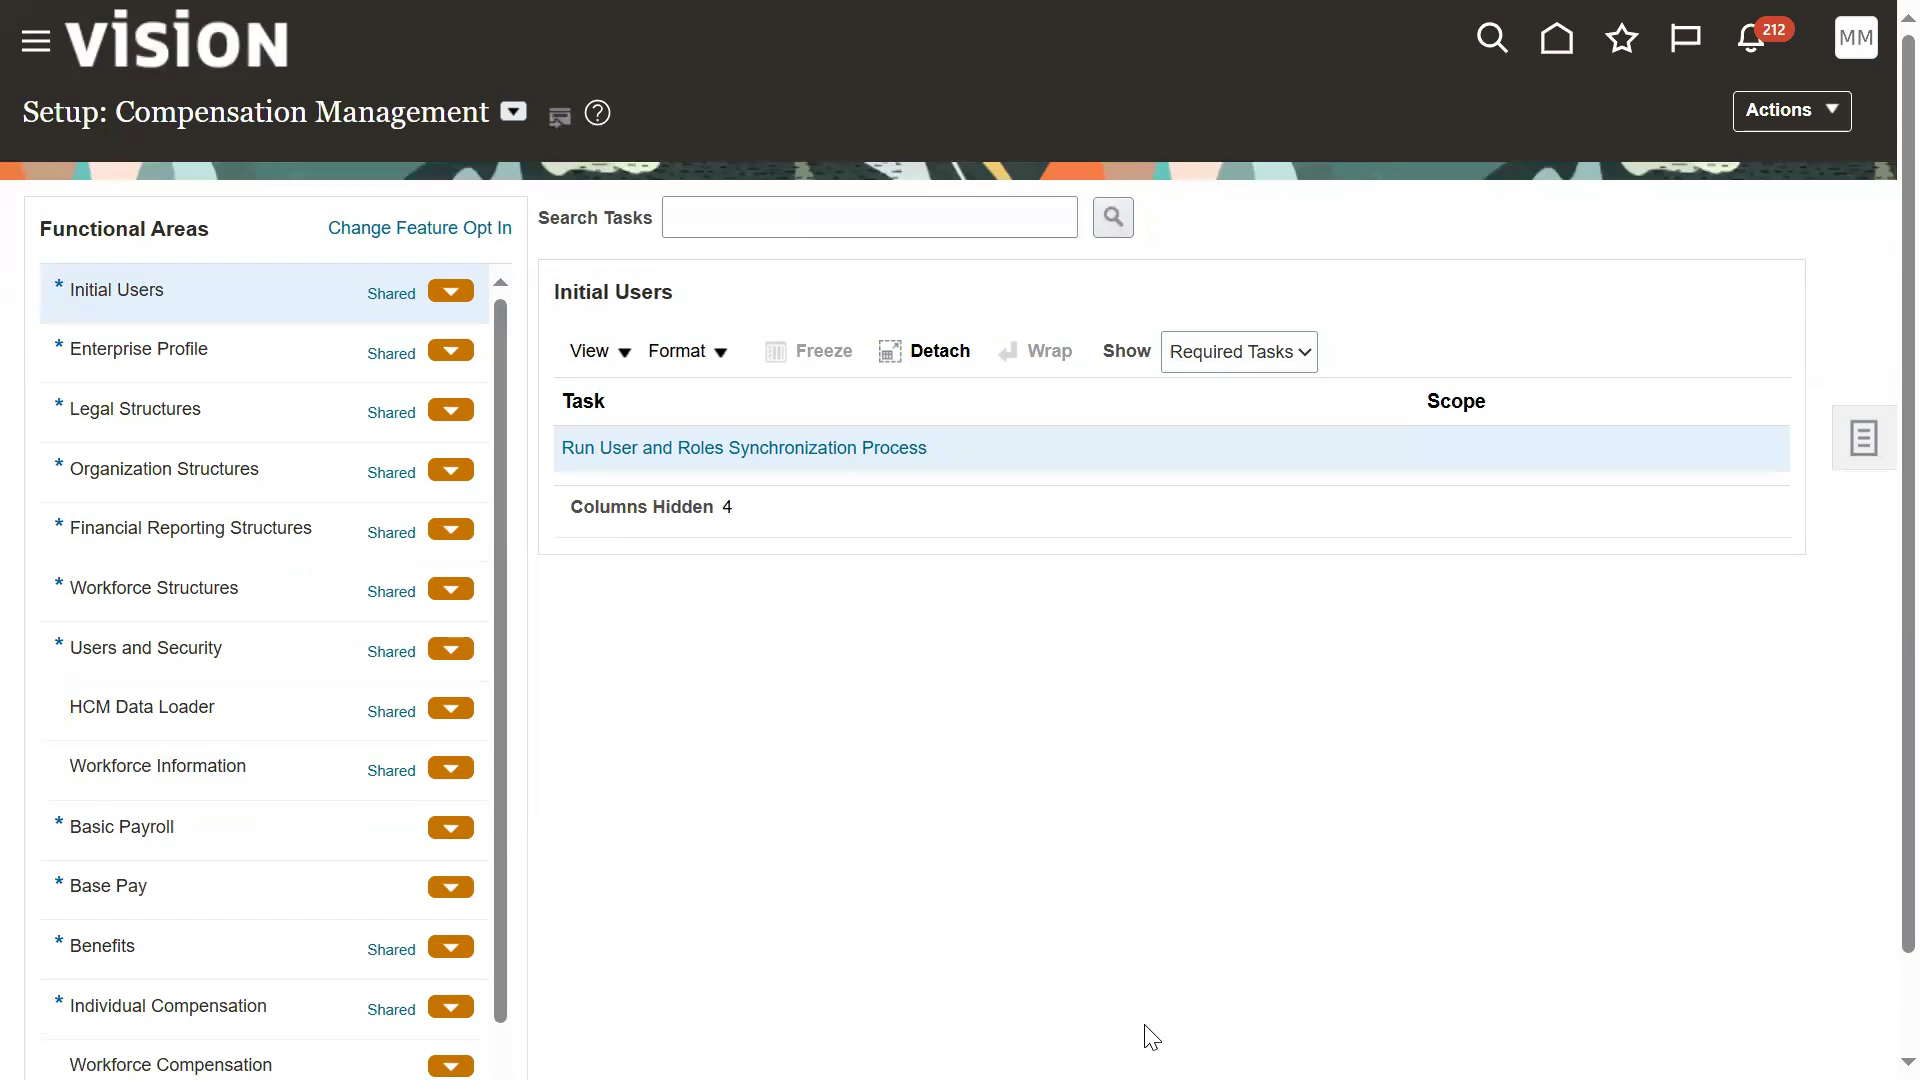 vision
212
MM
Setup: Compensation Management
Actions
Functional Areas
Change Feature Opt In
* Initial Users Shared
* Enterprise Profile Shared
* Legal Structures Shared
* Organization Structures Shared
* Financial Reporting Structures Shared
* Workforce Structures Shared
* Users and Security Shared
HCM Data Loader Shared
Workforce Information Shared
* Basic Payroll
* Base Pay
* Benefits Shared
* Individual Compensation Shared
Workforce Compensation
Search Tasks
Initial Users
View Format Freeze Detach Wrap Show Required Tasks
Task Scope
Run User and Roles Synchronization Process
Columns Hidden 4